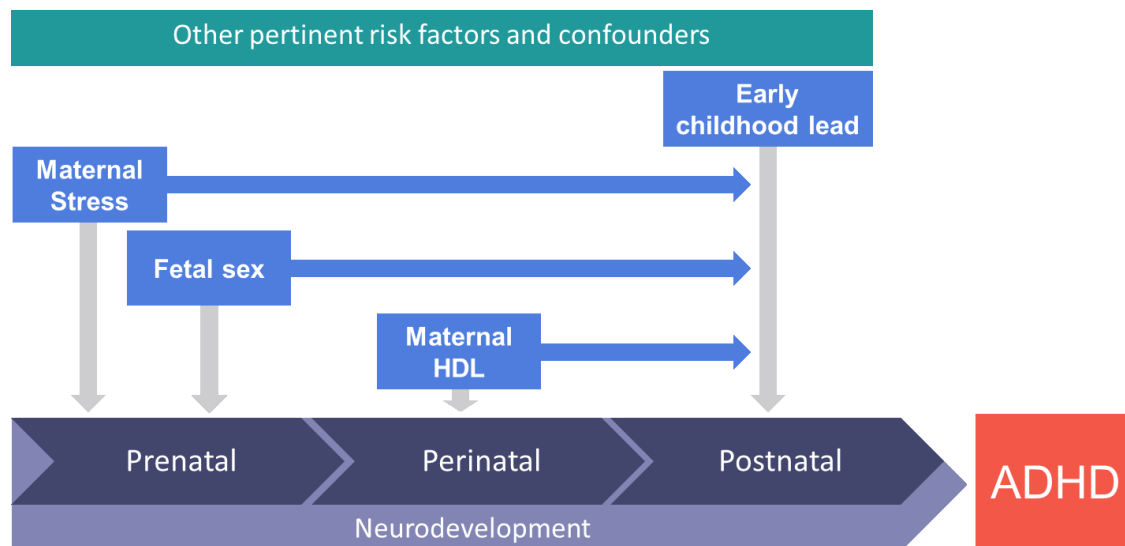 Other pertinent risk factors and confounders
Early
childhood lead
Maternal
Stress
Fetal sex
Maternal
HDL
Prenatal
Perinatal
Postnatal
ADHD
Neurodevelopment